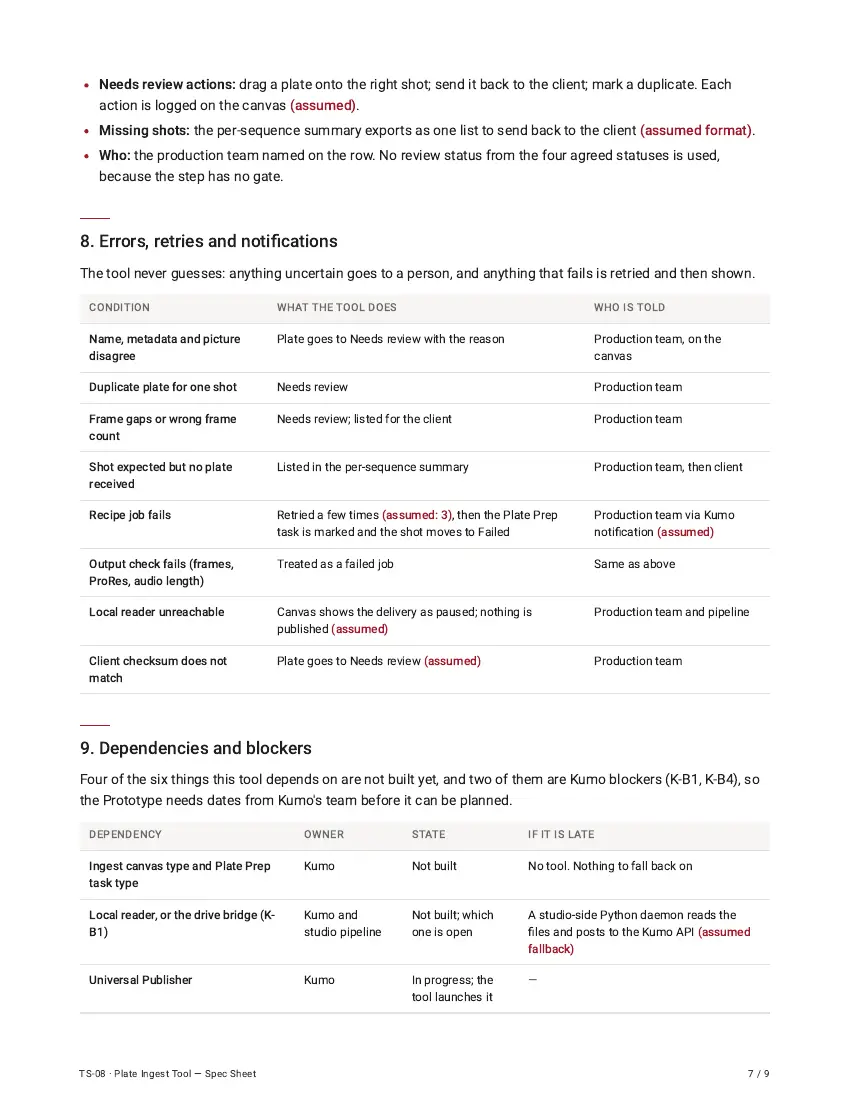 • Needs review actions: drag a plate onto the right shot; send it back to the client; mark a duplicate. Each
action is logged on the canvas (assumed).
• Missing shots: the per-sequence summary exports as one list to send back to the client (assumed format).
• Who: the production team named on the row. No review status from the four agreed statuses is used,
because the step has no gate.
8. Errors, retries and notifications
The tool never guesses: anything uncertain goes to a person, and anything that fails is retried and then shown.
CONDITION WHAT THE TOOL DOES WHO IS TOLD
Name, metadata and picture Plate goes to Needs review with the reason Production team, on the
disagree canvas
Duplicate plate for one shot Needs review Production team
Frame gaps or wrong frame Needs review; listed for the client Production team
count
Shot expected but no plate Listed in the per-sequence summary Production team, then client
received
Recipe job fails Retried a few times (assumed: 3), then the Plate Prep Production team via Kumo
task is marked and the shot moves to Failed notification (assumed)
Output check fails (frames, Treated as a failed job Same as above
ProRes, audio length)
Local reader unreachable Canvas shows the delivery as paused; nothing is Production team and pipeline
published (assumed)
Client checksum does not Plate goes to Needs review (assumed) Production team
match
9. Dependencies and blockers
Four of the six things this tool depends on are not built yet, and two of them are Kumo blockers (K-B1, K-B4), so
the Prototype needs dates from Kumo's team before it can be planned.
DEPENDENCY OWNER STATE IF IT IS LATE
Ingest canvas type and Plate Prep Kumo Not built No tool. Nothing to fall back on
task type
Local reader, or the drive bridge (K- Kumo and Not built; which A studio-side Python daemon reads the
B1) studio pipeline one is open files and posts to the Kumo API (assumed
fallback)
Universal Publisher Kumo In progress; the —
tool launches it
TS-08 · Plate Ingest Tool — Spec Sheet 7 / 9